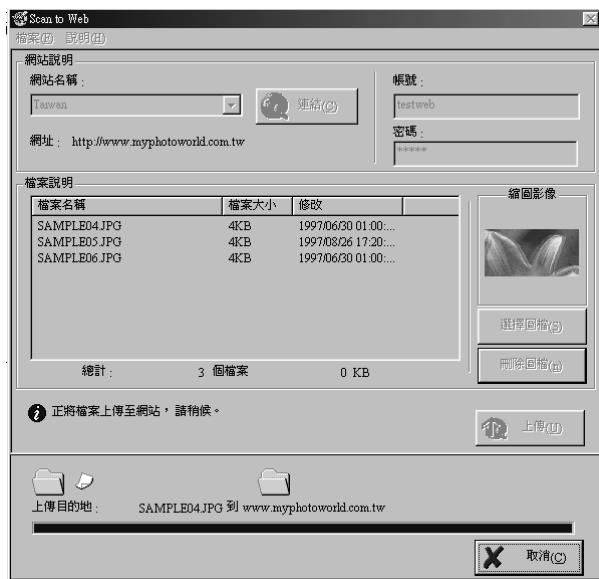 Scan to Web
檔案(F) 說明(H)
網站說明
網站名稱：
Taiwan
連結(C)
網址： http://www.myphotoworld.com.tw
帳號：
testweb
密碼：
*****
檔案說明
檔案名稱 檔案大小 修改
SAMPLE04.JPG 4KB 1997/06/30 01:00:...
SAMPLE05.JPG 4KB 1997/08/26 17:20:...
SAMPLE06.JPG 4KB 1997/06/30 01:00:...
總計： 3 個檔案 0 KB
縮圖影像
選擇圖檔(S)
刪除圖檔(D)
正將檔案上傳至網站，請稍候。
上傳(U)
上傳目的地： SAMPLE04.JPG 到 www.myphotoworld.com.tw
取消(C)